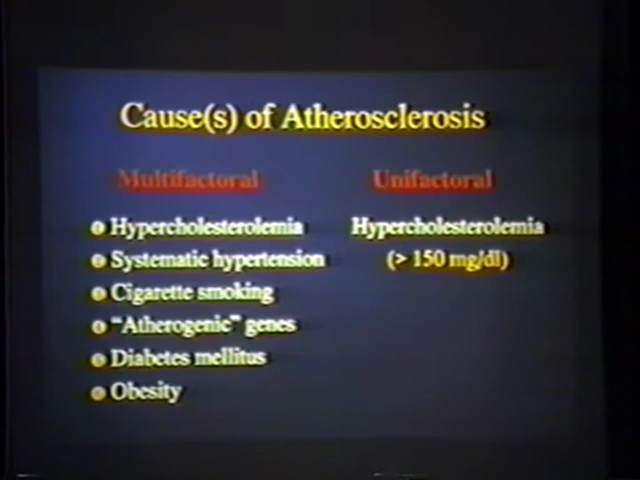 Cause(s) of Atherosclerosis
Multifactoral
Unifactoral
Hypercholesterolemia
Systematic hypertension
Cigarette smoking
"Atherogenic" genes
Diabetes mellitus
Obesity
Hypercholesterolemia
(> 150 mg/dl)